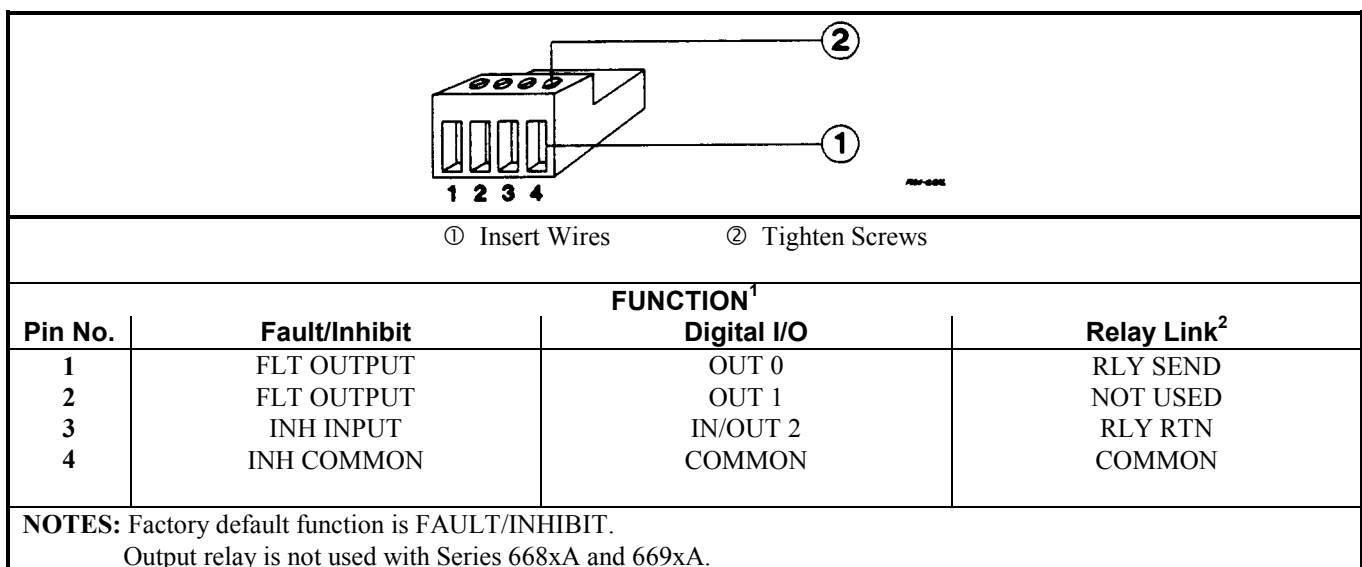 ②
①
1 2 3 4
① Insert Wires ② Tighten Screws
FUNCTION¹
Pin No. Fault/Inhibit Digital I/O Relay Link²
1 FLT OUTPUT OUT 0 RLY SEND
2 FLT OUTPUT OUT 1 NOT USED
3 INH INPUT IN/OUT 2 RLY RTN
4 INH COMMON COMMON COMMON
NOTES: Factory default function is FAULT/INHIBIT.
Output relay is not used with Series 668xA and 669xA.